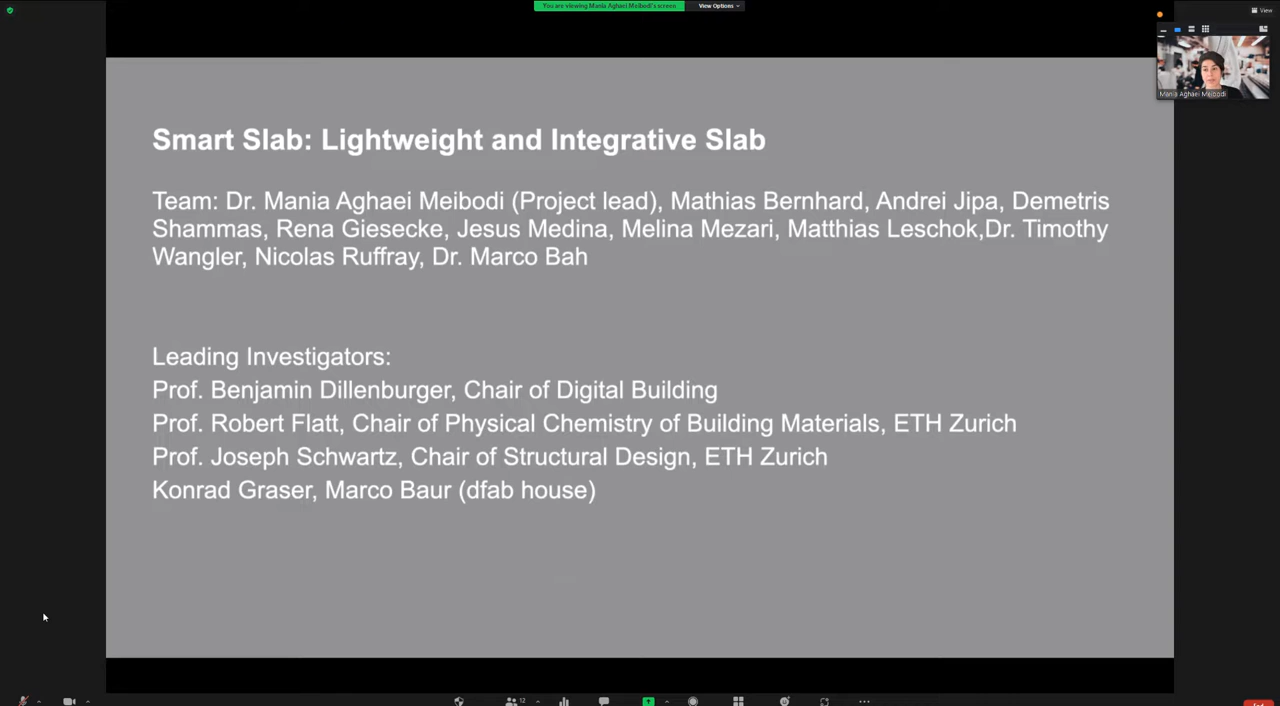 You are viewing Mania Aghaei Meibodi's screen
View Options
View
Mania Aghaei Meibodi
Smart Slab: Lightweight and Integrative Slab
Team: Dr. Mania Aghaei Meibodi (Project lead), Mathias Bernhard, Andrei Jipa, Demetris
Shammas, Rena Giesecke, Jesus Medina, Melina Mezari, Matthias Leschok,Dr. Timothy
Wangler, Nicolas Ruffray, Dr. Marco Bah
Leading Investigators:
Prof. Benjamin Dillenburger, Chair of Digital Building
Prof. Robert Flatt, Chair of Physical Chemistry of Building Materials, ETH Zurich
Prof. Joseph Schwartz, Chair of Structural Design, ETH Zurich
Konrad Graser, Marco Baur (dfab house)
12